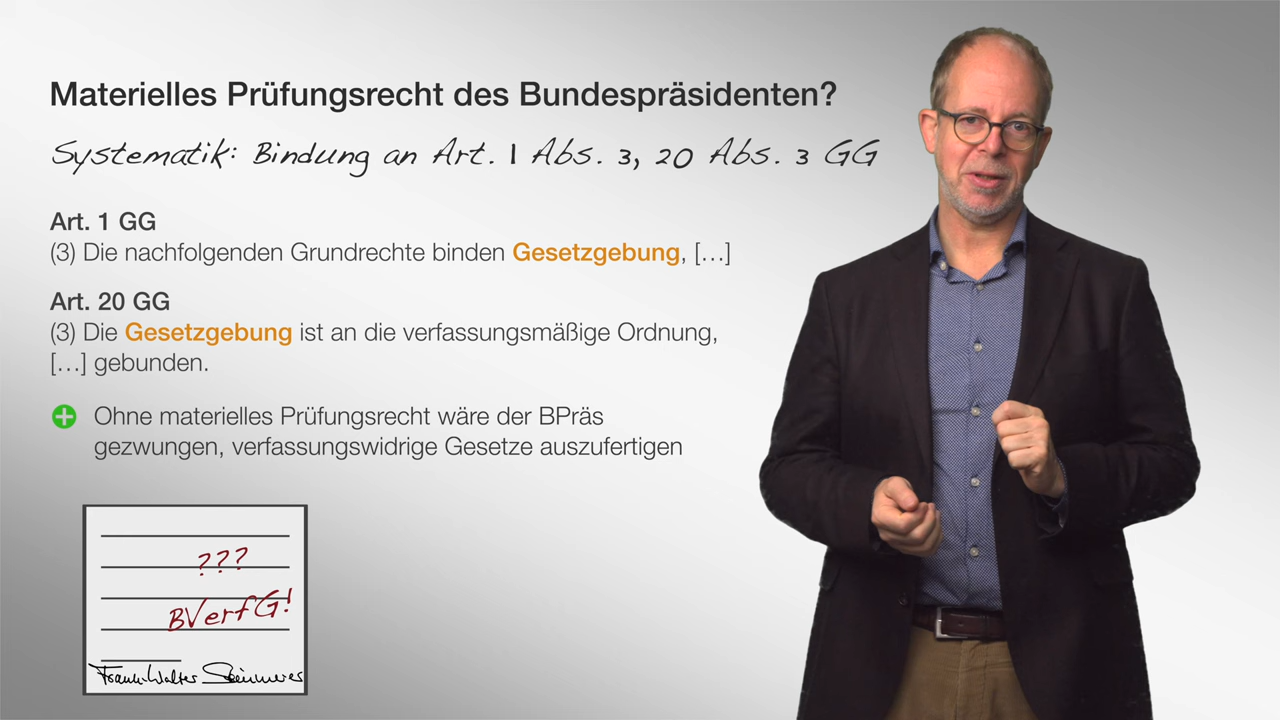 Materielles Prüfungsrecht des Bundespräsidenten?
Systematik: Bindung an Art. 1 Abs. 3, 20 Abs. 3 GG
Art. 1 GG
(3) Die nachfolgenden Grundrechte binden Gesetzgebung, […]
Art. 20 GG
(3) Die Gesetzgebung ist an die verfassungsmäßige Ordnung,
[…] gebunden.
Ohne materielles Prüfungsrecht wäre der BPräs
gezwungen, verfassungswidrige Gesetze auszufertigen
???
BVerfG!
Frank-Walter Steinmeier